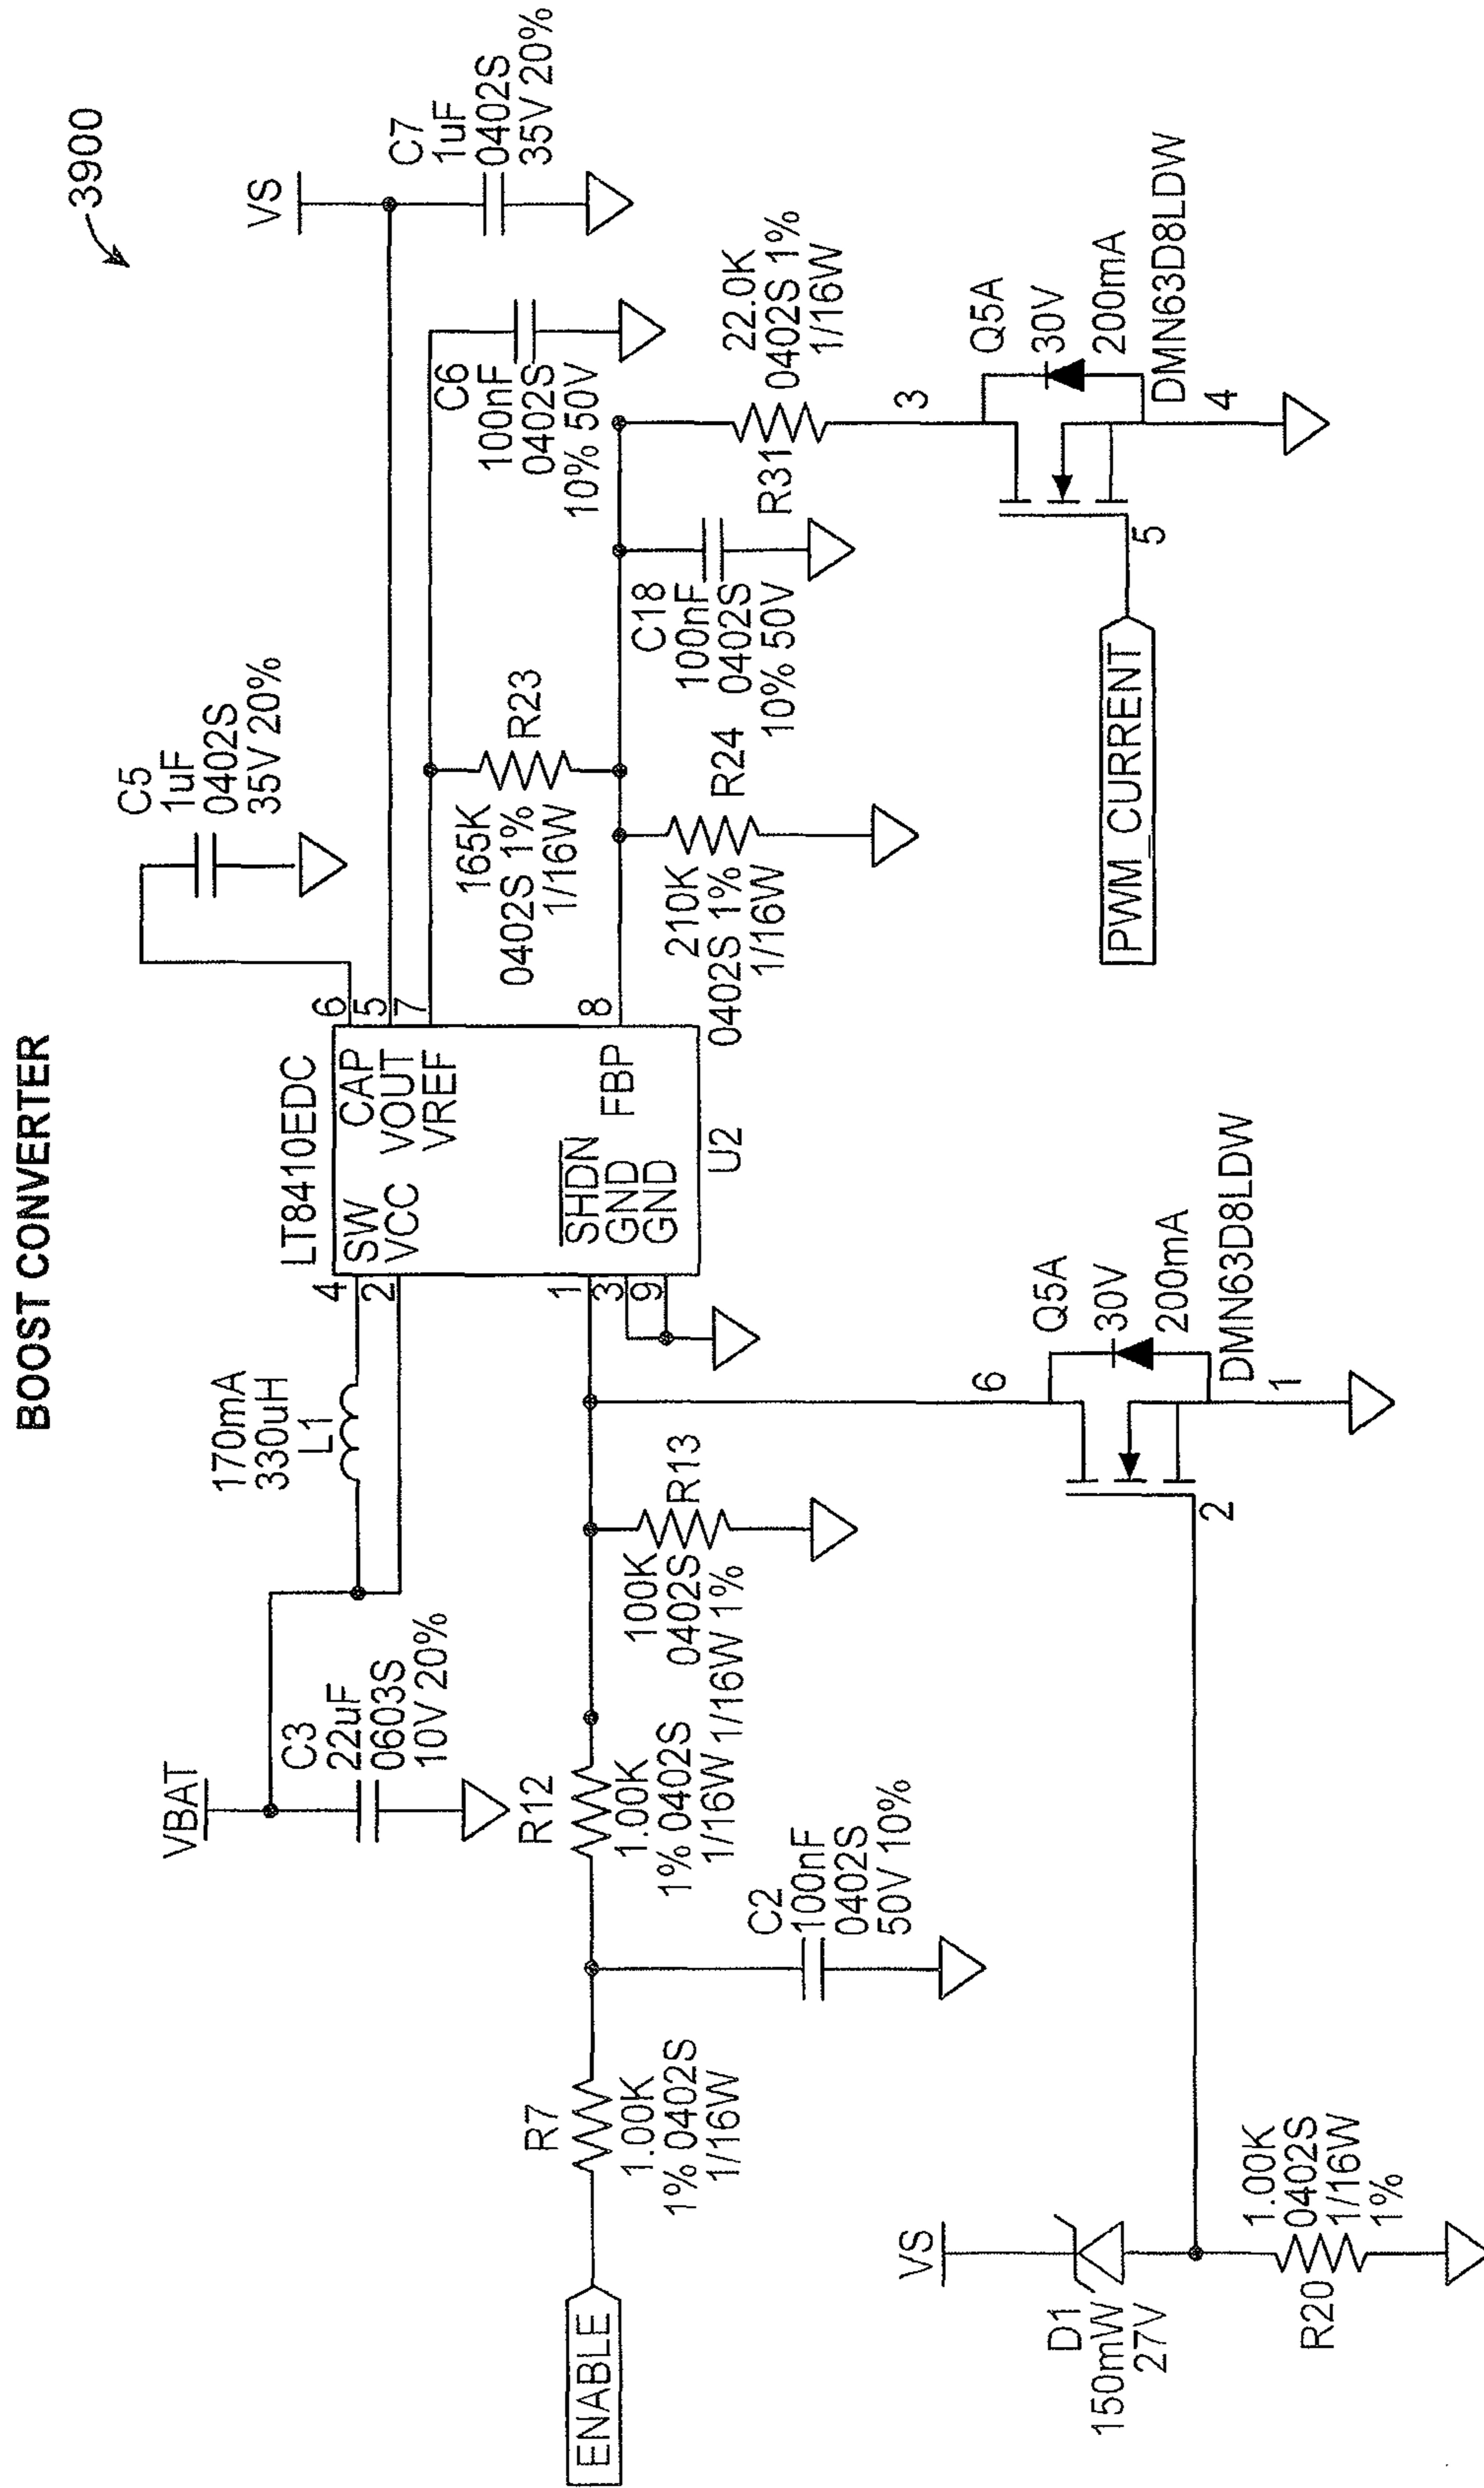 BOOST CONVERTER
3900
VBAT
C3
22uF
0603S
10V 20%
170mA
330uH
L1
LT8410EDC
4
2
SW
VCC
CAP
VOUT
VREF
6
5
7
C5
1uF
0402S
35V 20%
VS
C7
1uF
0402S
35V 20%
C6
100nF
0402S
10% 50V
165K
0402S 1%
1/16W
R23
1
3
9
SHDN
GND
GND
FBP
8
U2
ENABLE
R7
1.00K
1% 0402S
1/16W
C2
100nF
0402S
50V 10%
R12
1.00K
1% 0402S
1/16W
100K
0402S
1/16W 1%
R13
210K
0402S 1%
1/16W
R24
C18
100nF
0402S
10% 50V
R31
22.0K
0402S 1%
1/16W
VS
D1
150mW
27V
R20
1.00K
0402S
1/16W
1%
2
6
1
Q5A
30V
200mA
DMN63D8LDW
PWM_CURRENT
5
3
4
Q5A
30V
200mA
DMN63D8LDW